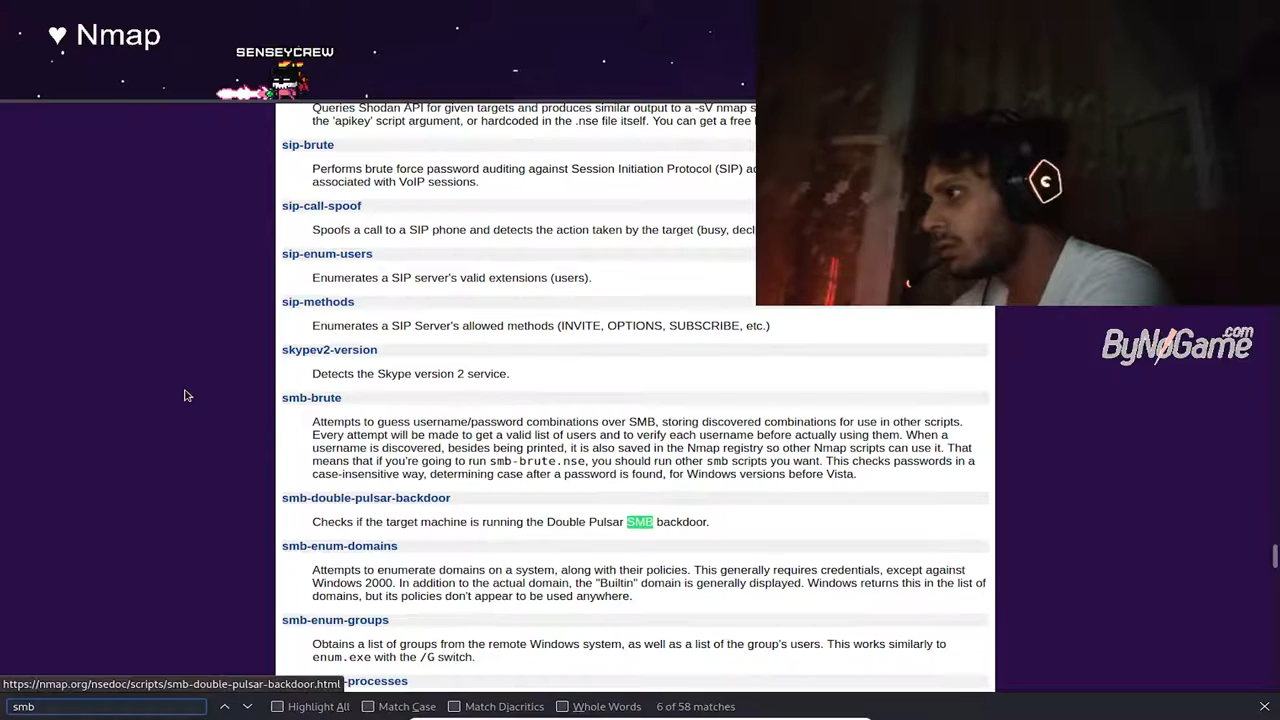 ♥ Nmap
SENSEYCREW
Queries Shodan API for given targets and produces similar output to a -sV nmap s
the 'apikey' script argument, or hardcoded in the .nse file itself. You can get a free
sip-brute
Performs brute force password auditing against Session Initiation Protocol (SIP) ac
associated with VoIP sessions.
sip-call-spoof
Spoofs a call to a SIP phone and detects the action taken by the target (busy, decl
sip-enum-users
Enumerates a SIP server's valid extensions (users).
sip-methods
Enumerates a SIP Server's allowed methods (INVITE, OPTIONS, SUBSCRIBE, etc.)
ByNoGame.com
skypev2-version
Detects the Skype version 2 service.
smb-brute
Attempts to guess username/password combinations over SMB, storing discovered combinations for use in other scripts.
Every attempt will be made to get a valid list of users and to verify each username before actually using them. When a
username is discovered, besides being printed, it is also saved in the Nmap registry so other Nmap scripts can use it. That
means that if you're going to run smb-brute.nse, you should run other smb scripts you want. This checks passwords in a
case-insensitive way, determining case after a password is found, for Windows versions before Vista.
smb-double-pulsar-backdoor
Checks if the target machine is running the Double Pulsar SMB backdoor.
smb-enum-domains
Attempts to enumerate domains on a system, along with their policies. This generally requires credentials, except against
Windows 2000. In addition to the actual domain, the "Builtin" domain is generally displayed. Windows returns this in the list of
domains, but its policies don't appear to be used anywhere.
smb-enum-groups
Obtains a list of groups from the remote Windows system, as well as a list of the group's users. This works similarly to
enum.exe with the /G switch.
-processes
https://nmap.org/nsedoc/scripts/smb-double-pulsar-backdoor.html
smb Highlight All Match Case Match Diacritics Whole Words 6 of 58 matches